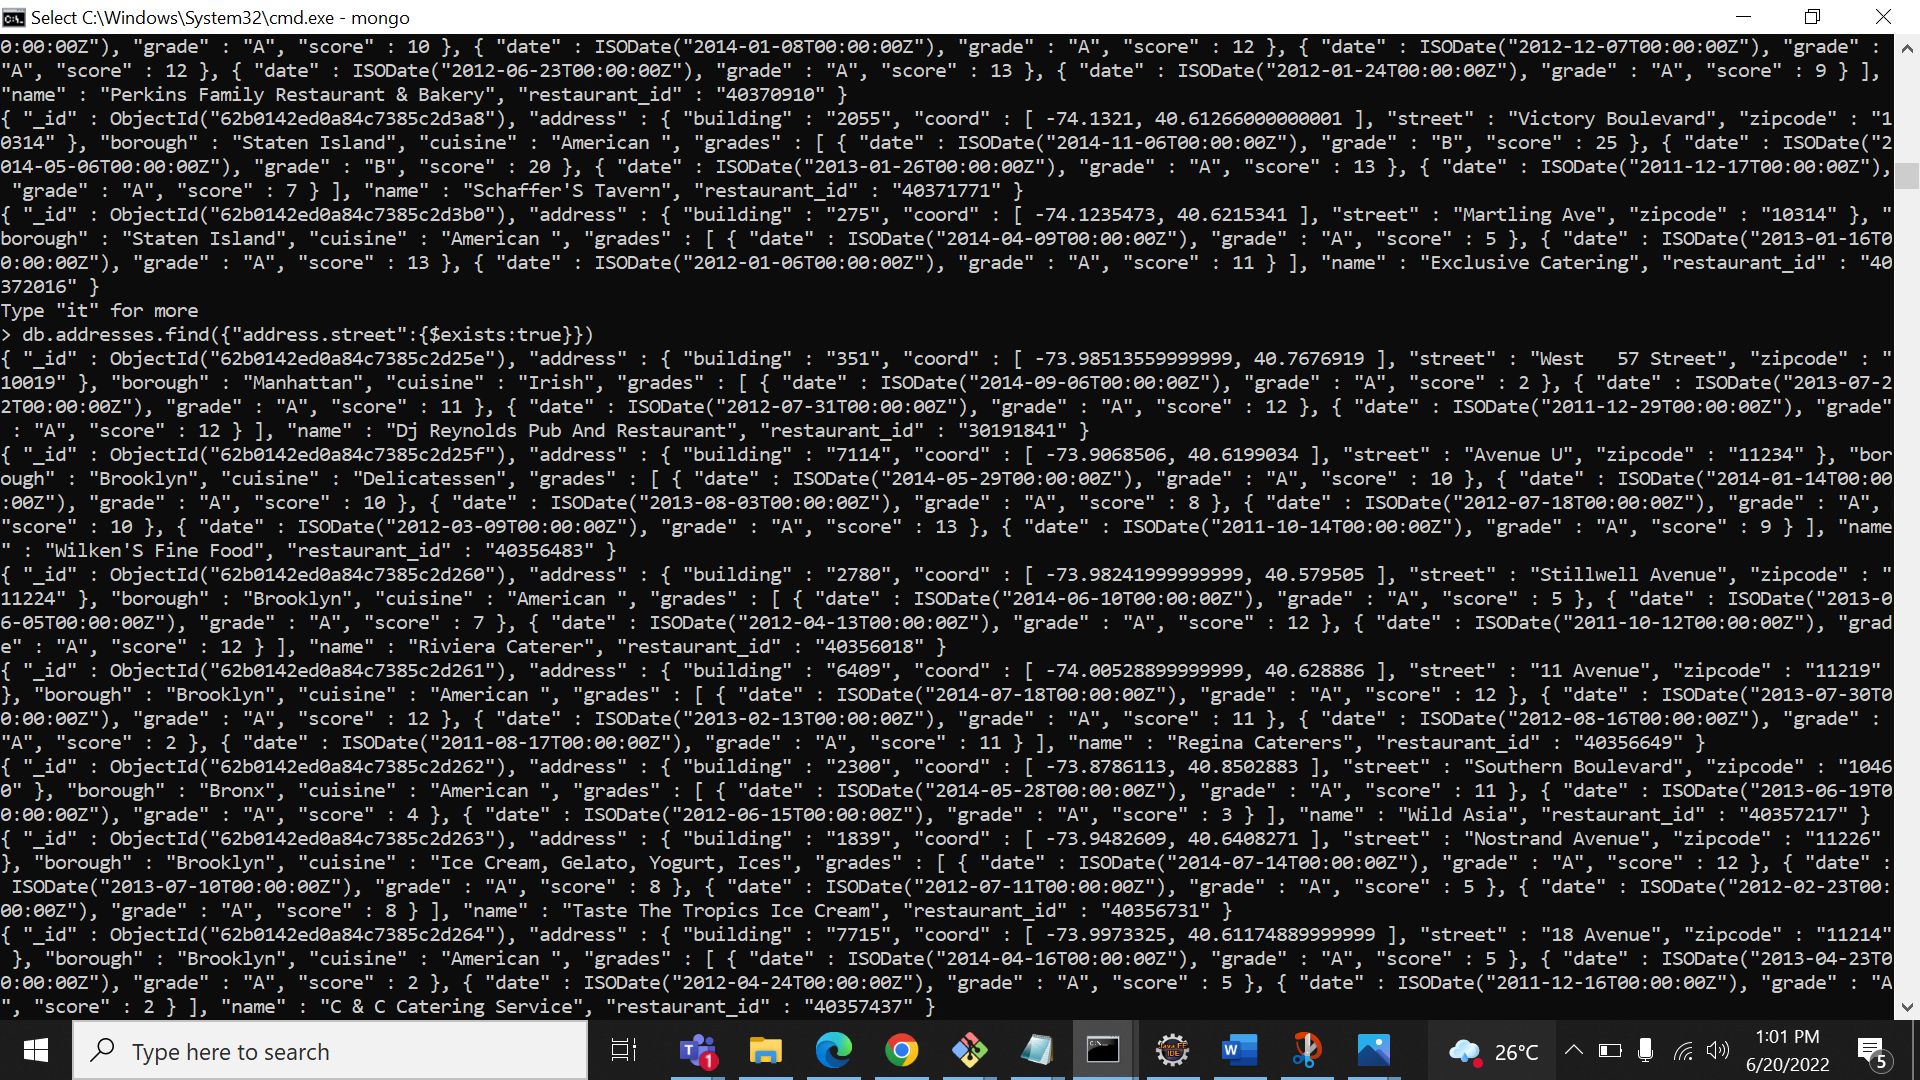 Select C:\Windows\System32\cmd.exe - mongo
0:00:00Z"), "grade" : "A", "score" : 10 }, { "date" : ISODate("2014-01-08T00:00:00Z"), "grade" : "A", "score" : 12 }, { "date" : ISODate("2012-12-07T00:00:00Z"), "grade" :
"A", "score" : 12 }, { "date" : ISODate("2012-06-23T00:00:00Z"), "grade" : "A", "score" : 13 }, { "date" : ISODate("2012-01-24T00:00:00Z"), "grade" : "A", "score" : 9 } ],
"name" : "Perkins Family Restaurant & Bakery", "restaurant_id" : "40370910" }
{ "_id" : ObjectId("62b0142ed0a84c7385c2d3a8"), "address" : { "building" : "2055", "coord" : [ -74.1321, 40.61266000000001 ], "street" : "Victory Boulevard", "zipcode" : "1
0314" }, "borough" : "Staten Island", "cuisine" : "American ", "grades" : [ { "date" : ISODate("2014-11-06T00:00:00Z"), "grade" : "B", "score" : 25 }, { "date" : ISODate("2
014-05-06T00:00:00Z"), "grade" : "B", "score" : 20 }, { "date" : ISODate("2013-01-26T00:00:00Z"), "grade" : "A", "score" : 13 }, { "date" : ISODate("2011-12-17T00:00:00Z"),
 "grade" : "A", "score" : 7 } ], "name" : "Schaffer'S Tavern", "restaurant_id" : "40371771" }
{ "_id" : ObjectId("62b0142ed0a84c7385c2d3b0"), "address" : { "building" : "275", "coord" : [ -74.1235473, 40.6215341 ], "street" : "Martling Ave", "zipcode" : "10314" }, "
borough" : "Staten Island", "cuisine" : "American ", "grades" : [ { "date" : ISODate("2014-04-09T00:00:00Z"), "grade" : "A", "score" : 5 }, { "date" : ISODate("2013-01-16T0
0:00:00Z"), "grade" : "A", "score" : 13 }, { "date" : ISODate("2012-01-06T00:00:00Z"), "grade" : "A", "score" : 11 } ], "name" : "Exclusive Catering", "restaurant_id" : "40
372016" }
Type "it" for more
> db.addresses.find({"address.street":{$exists:true}})
{ "_id" : ObjectId("62b0142ed0a84c7385c2d25e"), "address" : { "building" : "351", "coord" : [ -73.98513559999999, 40.7676919 ], "street" : "West   57 Street", "zipcode" : "
10019" }, "borough" : "Manhattan", "cuisine" : "Irish", "grades" : [ { "date" : ISODate("2014-09-06T00:00:00Z"), "grade" : "A", "score" : 2 }, { "date" : ISODate("2013-07-2
2T00:00:00Z"), "grade" : "A", "score" : 11 }, { "date" : ISODate("2012-07-31T00:00:00Z"), "grade" : "A", "score" : 12 }, { "date" : ISODate("2011-12-29T00:00:00Z"), "grade"
 : "A", "score" : 12 } ], "name" : "Dj Reynolds Pub And Restaurant", "restaurant_id" : "30191841" }
{ "_id" : ObjectId("62b0142ed0a84c7385c2d25f"), "address" : { "building" : "7114", "coord" : [ -73.9068506, 40.6199034 ], "street" : "Avenue U", "zipcode" : "11234" }, "bor
ough" : "Brooklyn", "cuisine" : "Delicatessen", "grades" : [ { "date" : ISODate("2014-05-29T00:00:00Z"), "grade" : "A", "score" : 10 }, { "date" : ISODate("2014-01-14T00:00
:00Z"), "grade" : "A", "score" : 10 }, { "date" : ISODate("2013-08-03T00:00:00Z"), "grade" : "A", "score" : 8 }, { "date" : ISODate("2012-07-18T00:00:00Z"), "grade" : "A",
"score" : 10 }, { "date" : ISODate("2012-03-09T00:00:00Z"), "grade" : "A", "score" : 13 }, { "date" : ISODate("2011-10-14T00:00:00Z"), "grade" : "A", "score" : 9 } ], "name
" : "Wilken'S Fine Food", "restaurant_id" : "40356483" }
{ "_id" : ObjectId("62b0142ed0a84c7385c2d260"), "address" : { "building" : "2780", "coord" : [ -73.98241999999999, 40.579505 ], "street" : "Stillwell Avenue", "zipcode" : "
11224" }, "borough" : "Brooklyn", "cuisine" : "American ", "grades" : [ { "date" : ISODate("2014-06-10T00:00:00Z"), "grade" : "A", "score" : 5 }, { "date" : ISODate("2013-0
6-05T00:00:00Z"), "grade" : "A", "score" : 7 }, { "date" : ISODate("2012-04-13T00:00:00Z"), "grade" : "A", "score" : 12 }, { "date" : ISODate("2011-10-12T00:00:00Z"), "grad
e" : "A", "score" : 12 } ], "name" : "Riviera Caterer", "restaurant_id" : "40356018" }
{ "_id" : ObjectId("62b0142ed0a84c7385c2d261"), "address" : { "building" : "6409", "coord" : [ -74.00528899999999, 40.628886 ], "street" : "11 Avenue", "zipcode" : "11219"
}, "borough" : "Brooklyn", "cuisine" : "American ", "grades" : [ { "date" : ISODate("2014-07-18T00:00:00Z"), "grade" : "A", "score" : 12 }, { "date" : ISODate("2013-07-30T0
0:00:00Z"), "grade" : "A", "score" : 12 }, { "date" : ISODate("2013-02-13T00:00:00Z"), "grade" : "A", "score" : 11 }, { "date" : ISODate("2012-08-16T00:00:00Z"), "grade" :
"A", "score" : 2 }, { "date" : ISODate("2011-08-17T00:00:00Z"), "grade" : "A", "score" : 11 } ], "name" : "Regina Caterers", "restaurant_id" : "40356649" }
{ "_id" : ObjectId("62b0142ed0a84c7385c2d262"), "address" : { "building" : "2300", "coord" : [ -73.8786113, 40.8502883 ], "street" : "Southern Boulevard", "zipcode" : "1046
0" }, "borough" : "Bronx", "cuisine" : "American ", "grades" : [ { "date" : ISODate("2014-05-28T00:00:00Z"), "grade" : "A", "score" : 11 }, { "date" : ISODate("2013-06-19T0
0:00:00Z"), "grade" : "A", "score" : 4 }, { "date" : ISODate("2012-06-15T00:00:00Z"), "grade" : "A", "score" : 3 } ], "name" : "Wild Asia", "restaurant_id" : "40357217" }
{ "_id" : ObjectId("62b0142ed0a84c7385c2d263"), "address" : { "building" : "1839", "coord" : [ -73.9482609, 40.6408271 ], "street" : "Nostrand Avenue", "zipcode" : "11226"
}, "borough" : "Brooklyn", "cuisine" : "Ice Cream, Gelato, Yogurt, Ices", "grades" : [ { "date" : ISODate("2014-07-14T00:00:00Z"), "grade" : "A", "score" : 12 }, { "date" :
 ISODate("2013-07-10T00:00:00Z"), "grade" : "A", "score" : 8 }, { "date" : ISODate("2012-07-11T00:00:00Z"), "grade" : "A", "score" : 5 }, { "date" : ISODate("2012-02-23T00:
00:00Z"), "grade" : "A", "score" : 8 } ], "name" : "Taste The Tropics Ice Cream", "restaurant_id" : "40356731" }
{ "_id" : ObjectId("62b0142ed0a84c7385c2d264"), "address" : { "building" : "7715", "coord" : [ -73.9973325, 40.61174889999999 ], "street" : "18 Avenue", "zipcode" : "11214"
 }, "borough" : "Brooklyn", "cuisine" : "American ", "grades" : [ { "date" : ISODate("2014-04-16T00:00:00Z"), "grade" : "A", "score" : 5 }, { "date" : ISODate("2013-04-23T0
0:00:00Z"), "grade" : "A", "score" : 2 }, { "date" : ISODate("2012-04-24T00:00:00Z"), "grade" : "A", "score" : 5 }, { "date" : ISODate("2011-12-16T00:00:00Z"), "grade" : "A
", "score" : 2 } ], "name" : "C & C Catering Service", "restaurant_id" : "40357437" }
Type here to search
T 1
Java EE IDE
W
26°C
1:01 PM
6/20/2022
5